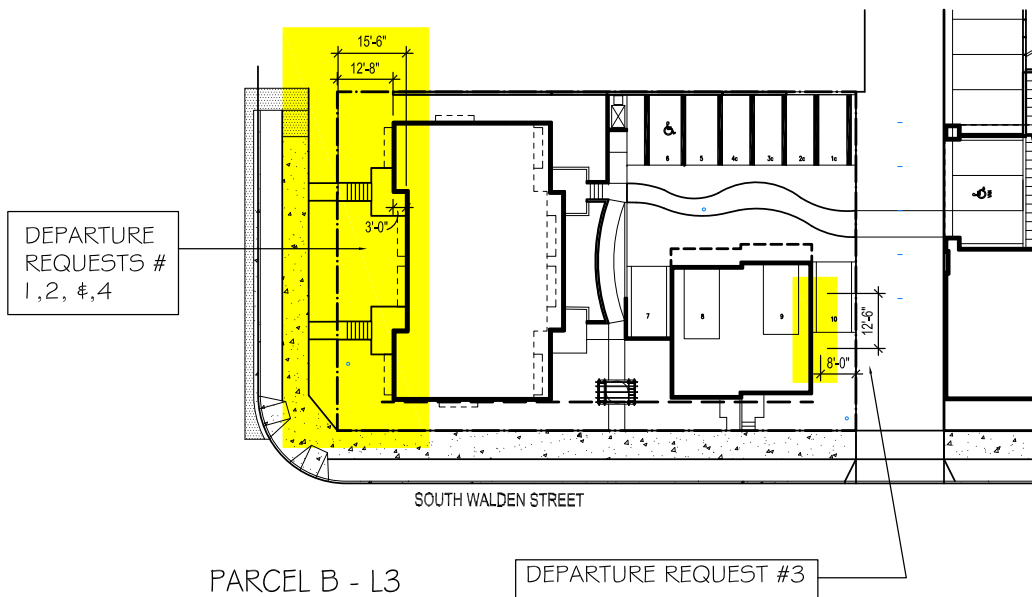 15'-6"
12'-8"
6
5
4c
3c
2c
1c
3'-0"
DEPARTURE
REQUESTS #
1,2, &,4
7
8
9
10
12'-6"
8'-0"
SOUTH WALDEN STREET
PARCEL B - L3
DEPARTURE REQUEST #3